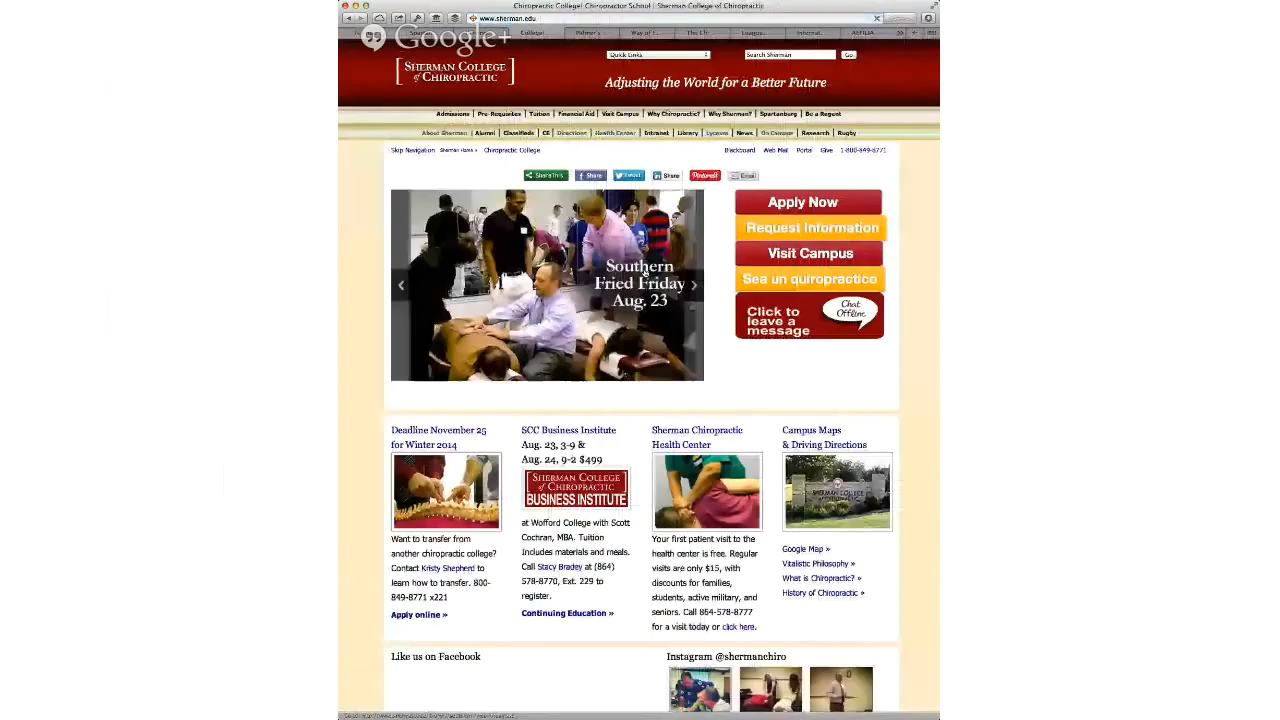 Chiropractic College| Chiropractor School | Sherman College of Chiropractic
www.sherman.edu
Google+
Palmer's
Way of
Quick Links
Search Sherman
Go
SHERMAN COLLEGE
of CHIROPRACTIC
Adjusting the World for a Better Future
Admissions | Pre-Requisites | Tuition | Financial Aid | Visit Campus | Why Chiropractic? | Why Sherman? | Spartanburg | Be a Regent
About Sherman | Alumni | Classifieds | CE | Directions | Health Center | Intranet | Library | Lyceum | News | On Campus | Research | Rugby
Skip Navigation Sherman Home » Chiropractic College
Blackboard Web Mail Portal Give 1-800-849-8771
ShareThis Share Tweet Share Pinterest Email
Southern
Fried Friday
Aug. 23
Apply Now
Request Information
Visit Campus
Sea un quiropractico
Click to
leave a
message
Chat
Offline
Deadline November 25
for Winter 2014
Want to transfer from
another chiropractic college?
Contact Kristy Shepherd to
learn how to transfer. 800-
849-8771 x221
Apply online »
SCC Business Institute
Aug. 23, 3-9 &
Aug. 24, 9-2 $499
SHERMAN COLLEGE
of CHIROPRACTIC
BUSINESS INSTITUTE
at Wofford College with Scott
Cochran, MBA. Tuition
includes materials and meals.
Call Stacy Bradey at (864)
578-8770, Ext. 229 to
register.
Continuing Education »
Sherman Chiropractic
Health Center
Your first patient visit to the
health center is free. Regular
visits are only $15, with
discounts for families,
students, active military, and
seniors. Call 864-578-8777
for a visit today or click here.
Campus Maps
& Driving Directions
SHERMAN COLLEGE
Google Map »
Vitalistic Philosophy »
What is Chiropractic? »
History of Chiropractic »
Like us on Facebook
Instagram @shermanchiro